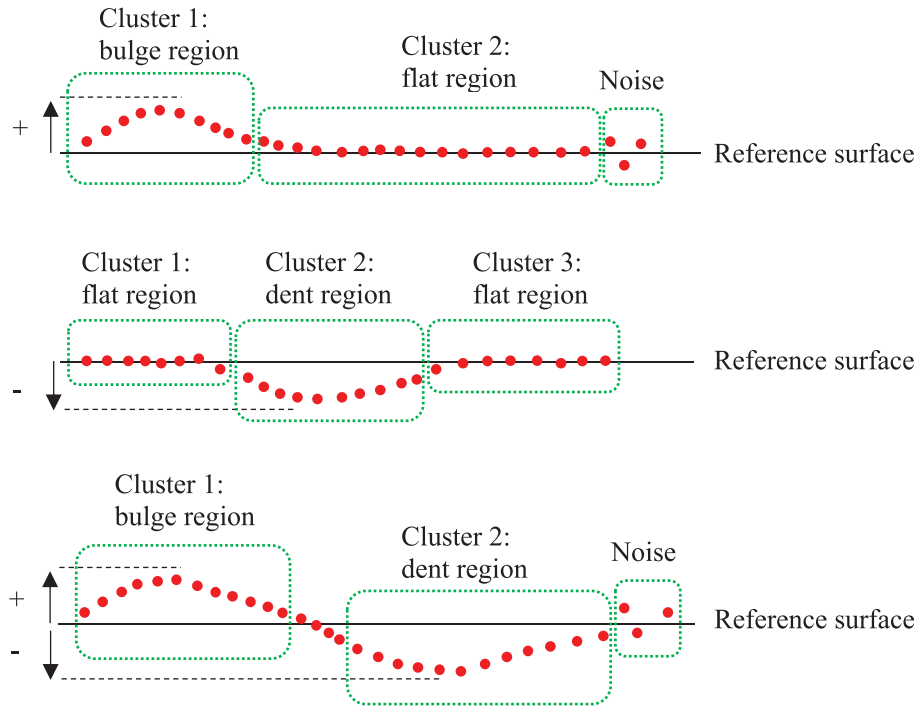 Cluster 1:
bulge region
Cluster 2:
flat region
Noise
+
Reference surface
Cluster 1:
flat region
Cluster 2:
dent region
Cluster 3:
flat region
-
Reference surface
Cluster 1:
bulge region
Cluster 2:
dent region
Noise
+
-
Reference surface